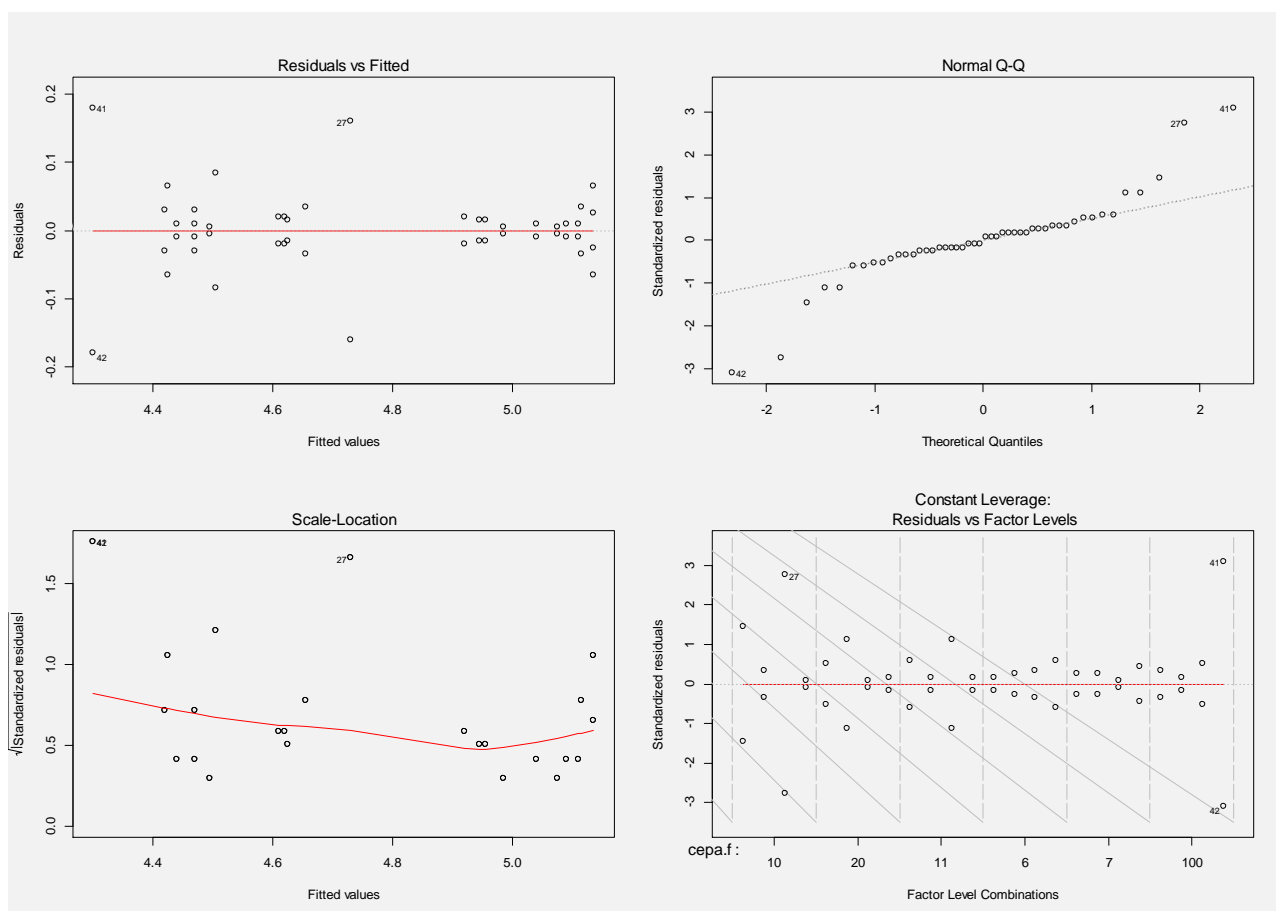 Residuals vs Fitted
0.2
0.1
0.0
-0.1
-0.2
Residuals
41
27
42
4.4 4.6 4.8 5.0
Fitted values
Normal Q-Q
3
2
1
0
-1
-2
-3
Standardized residuals
27
41
42
-2 -1 0 1 2
Theoretical Quantiles
Scale-Location
1.5
1.0
0.5
0.0
√|Standardized residuals|
27
4.4 4.6 4.8 5.0
Fitted values
Constant Leverage:
Residuals vs Factor Levels
3
2
1
0
-1
-2
-3
Standardized residuals
27
41
42
cepa.f :
10 20 11 6 7 100
Factor Level Combinations